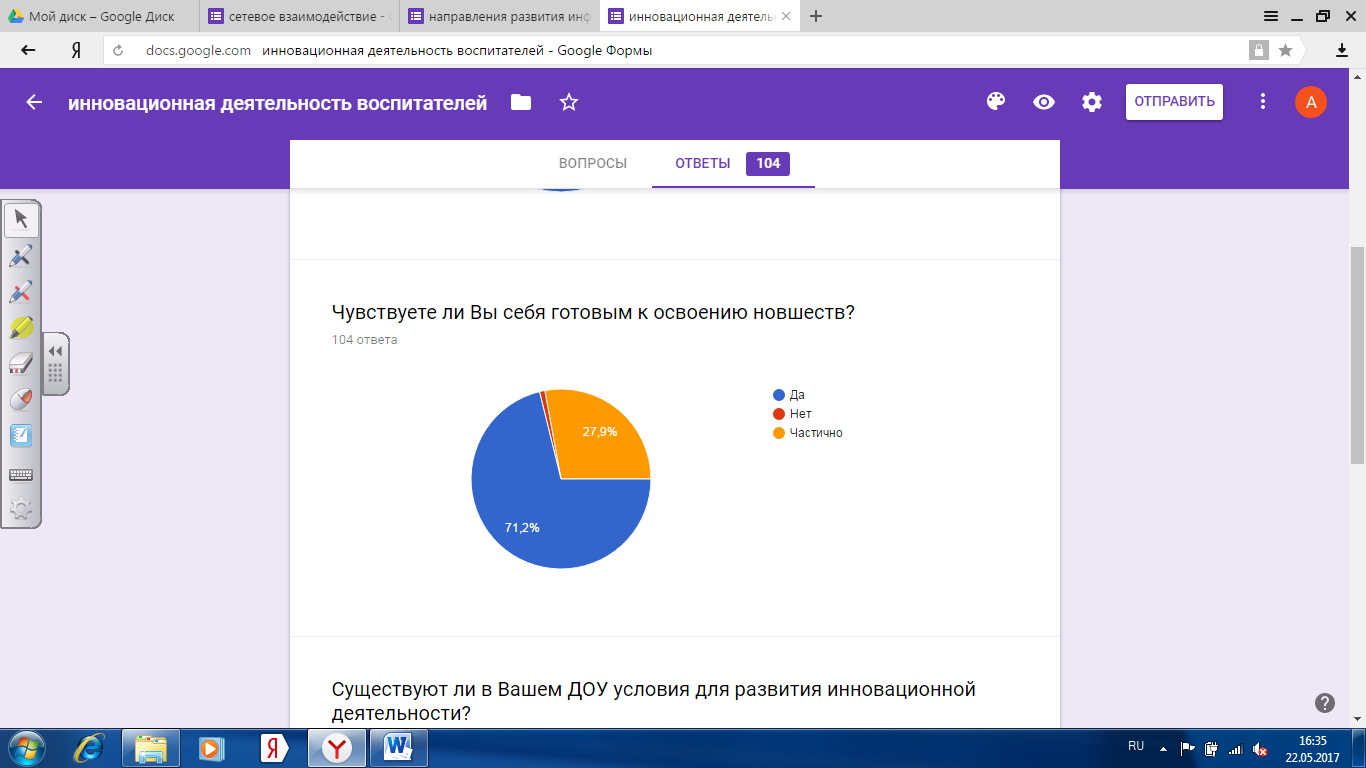 Мой диск – Google Диск
сетевое взаимодействие -
направления развития инф
инновационная деятель
Я docs.google.com инновационная деятельность воспитателей - Google Формы
инновационная деятельность воспитателей
ОТПРАВИТЬ
А
ВОПРОСЫ
ОТВЕТЫ 104
Чувствуете ли Вы себя готовым к освоению новшеств?
104 ответа
27,9%
71,2%
Да
Нет
Частично
Существуют ли в Вашем ДОУ условия для развития инновационной
деятельности?
RU
16:35
22.05.2017